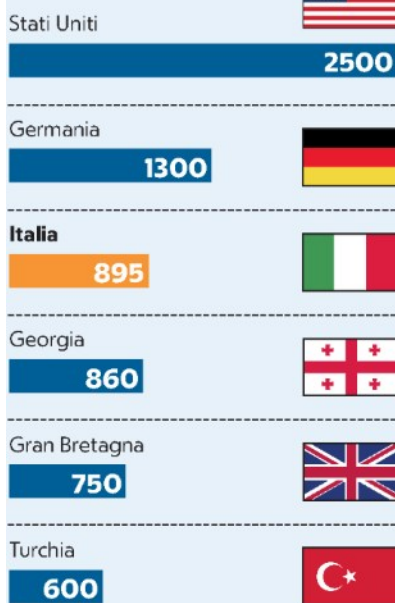 Stati Uniti
2500
Germania
1300
Italia
895
Georgia
860
Gran Bretagna
750
Turchia
600